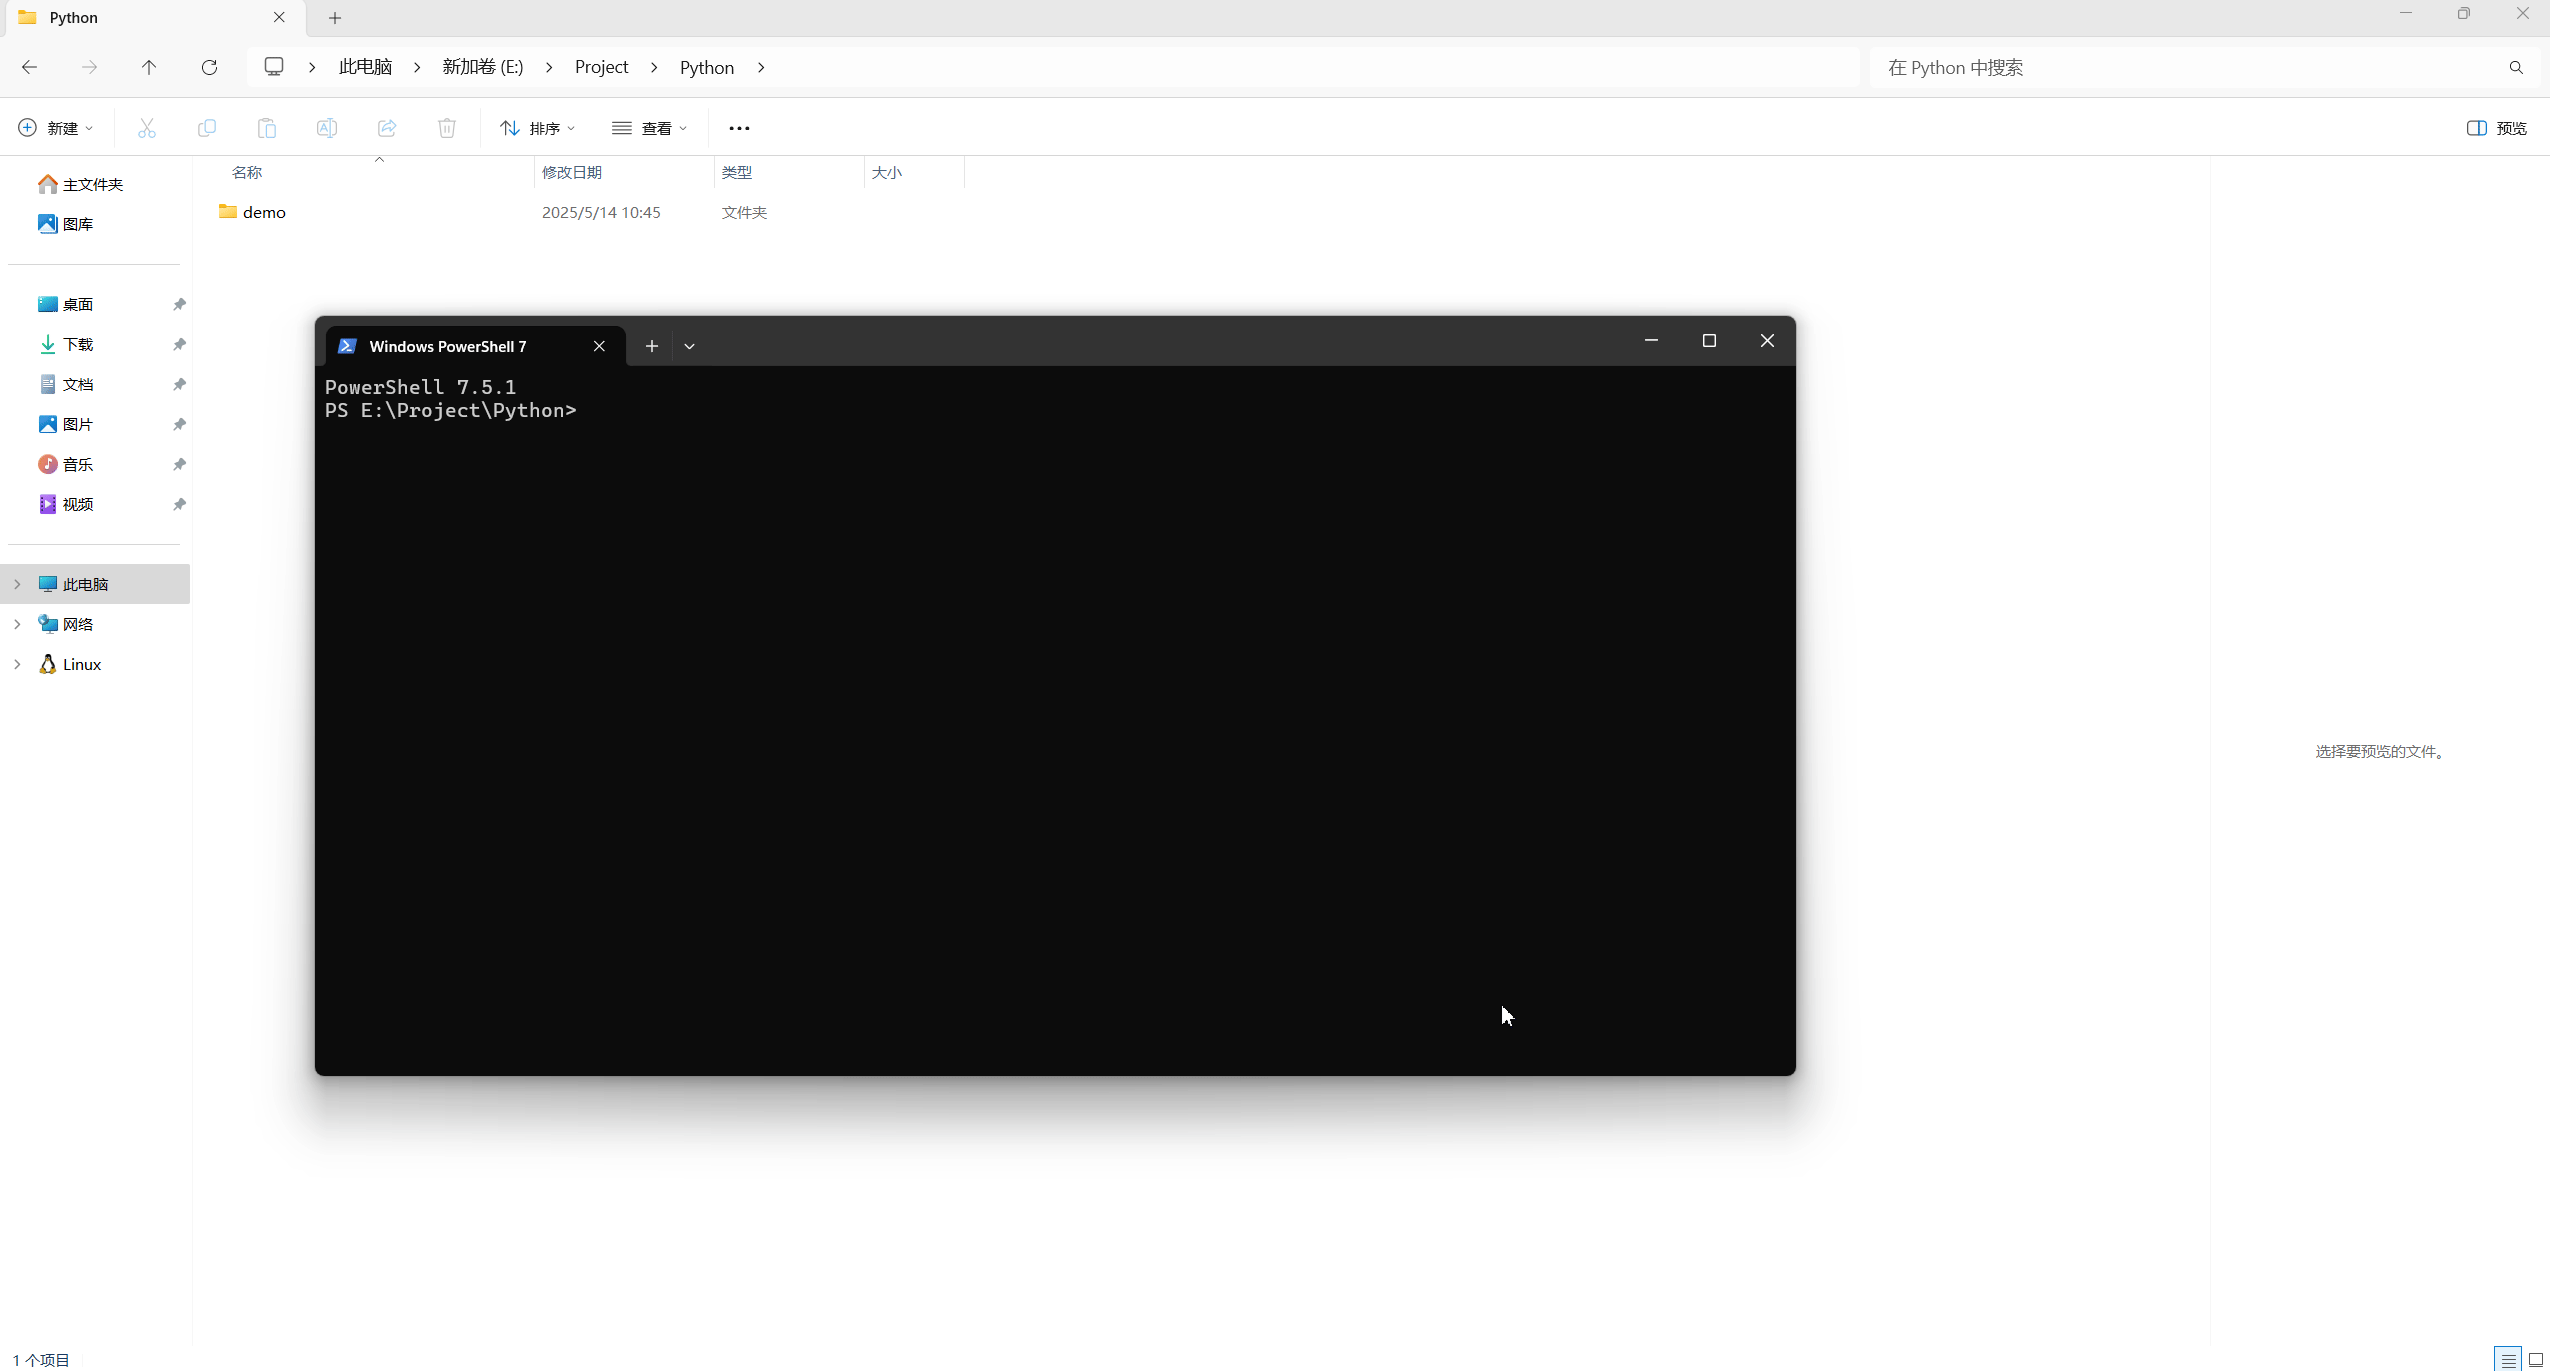 Python
此电脑 新加卷 (E:) Project Python
在 Python 中搜索
新建 排序 查看 预览
名称 修改日期 类型 大小
demo 2025/5/14 10:45 文件夹
主文件夹
图库
桌面
下载
文档
图片
音乐
视频
此电脑
网络
Linux
Windows PowerShell 7
PowerShell 7.5.1
PS E:\Project\Python>
选择要预览的文件。
1 个项目